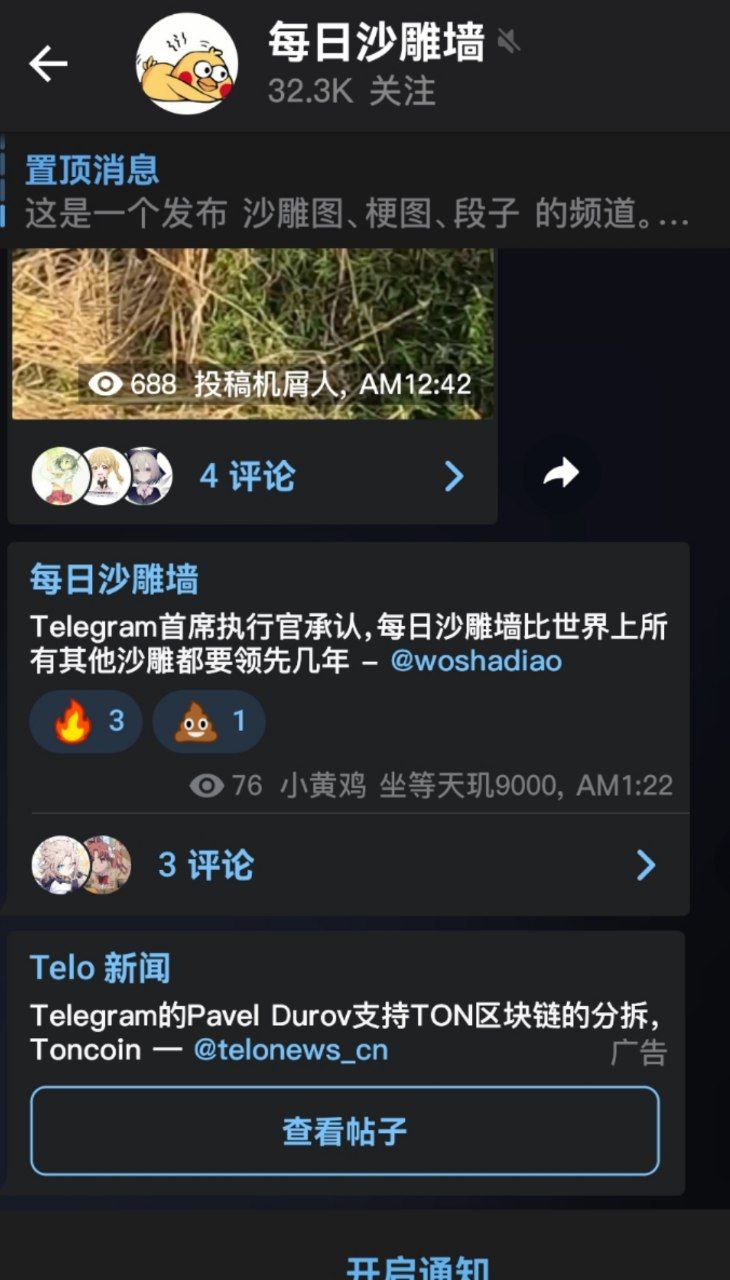 每日沙雕墙
32.3K 关注
置顶消息
这是一个发布 沙雕图、梗图、段子 的频道。...
688 投稿机屑人, AM12:42
4 评论
每日沙雕墙
Telegram首席执行官承认,每日沙雕墙比世界上所
有其他沙雕都要领先几年 – @woshadiao
3
1
76 小黄鸡 坐等天玑9000, AM1:22
3 评论
Telo 新闻
Telegram的Pavel Durov支持TON区块链的分拆,
Toncoin — @telonews_cn
广告
查看帖子
开启通知